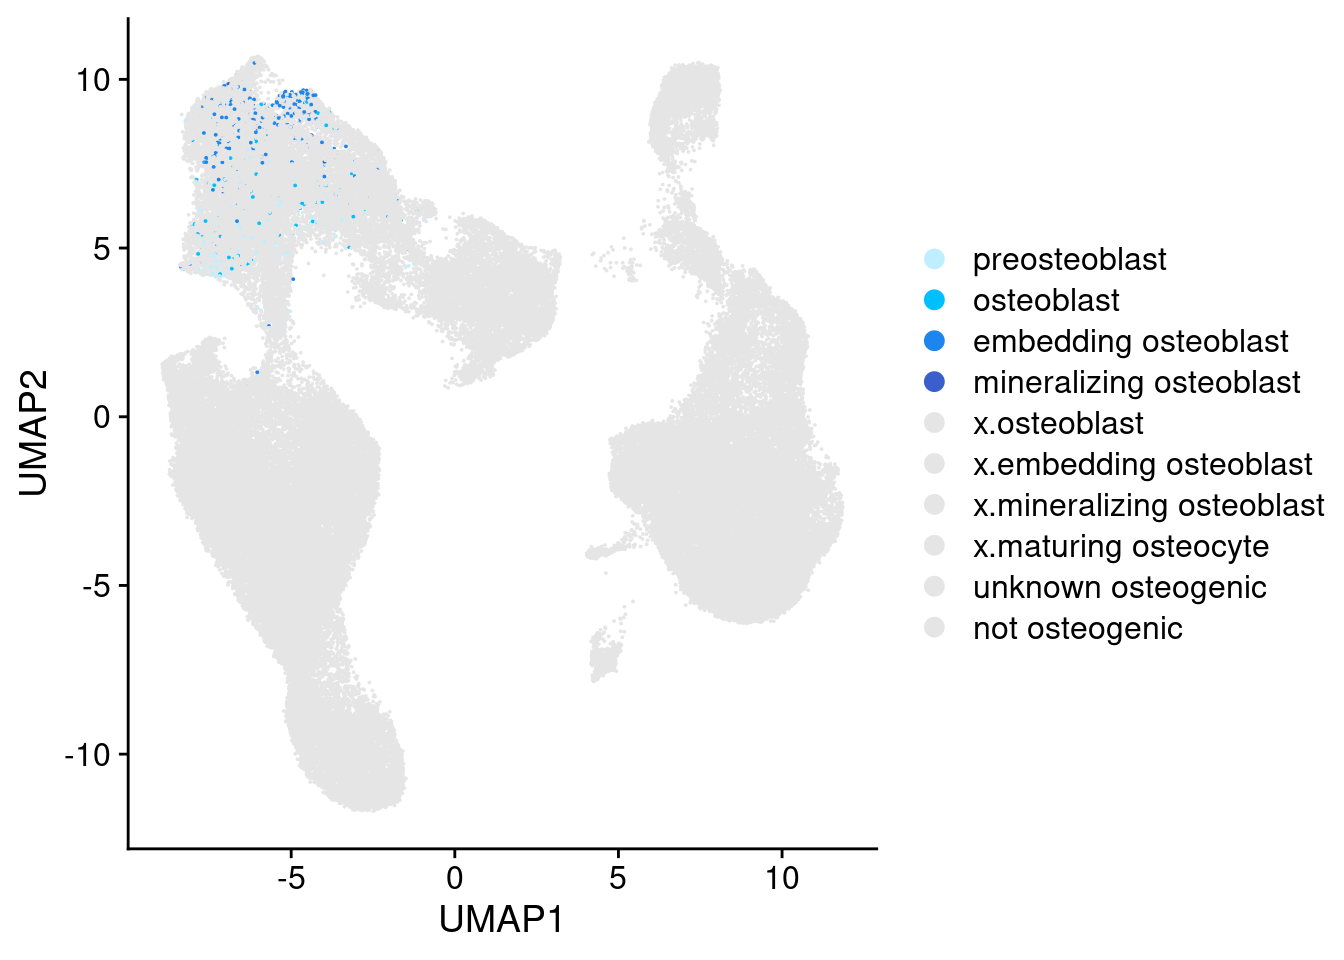 10
5
0
-5
-10
UMAP2
-5 0 5 10
UMAP1
preosteoblast
osteoblast
embedding osteoblast
mineralizing osteoblast
x.osteoblast
x.embedding osteoblast
x.mineralizing osteoblast
x.maturing osteocyte
unknown osteogenic
not osteogenic